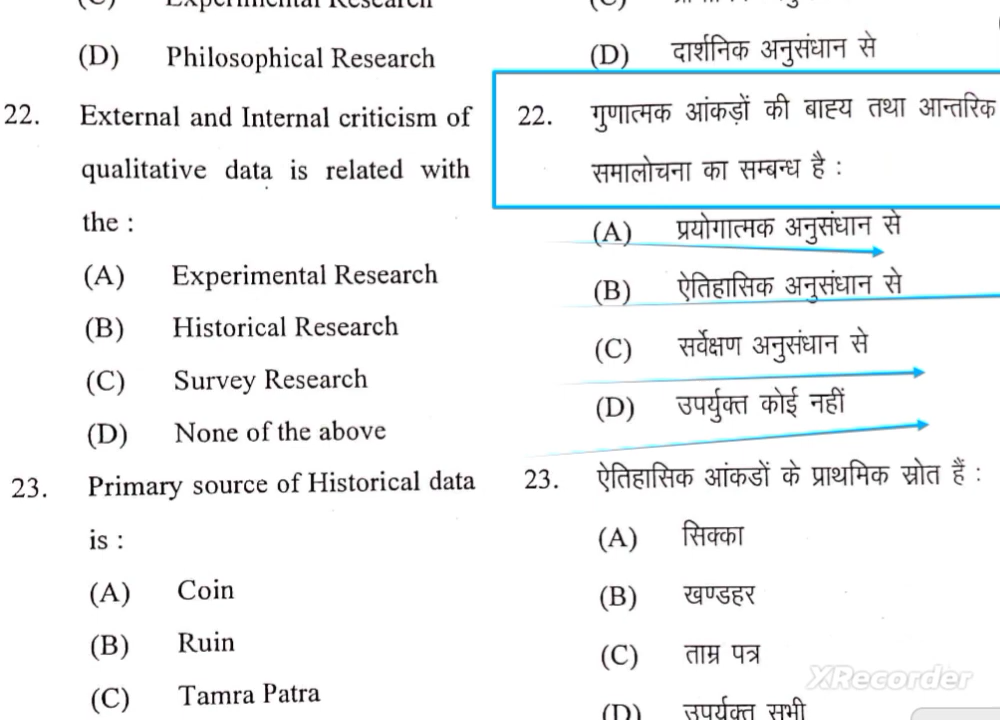 (C) Experimental Research
(D) Philosophical Research
22. External and Internal criticism of
qualitative data is related with
the :
(A) Experimental Research
(B) Historical Research
(C) Survey Research
(D) None of the above
23. Primary source of Historical data
is :
(A) Coin
(B) Ruin
(C) Tamra Patra
(C)
(D) दार्शनिक अनुसंधान से
22. गुणात्मक आंकड़ों की बाह्य तथा आन्तरिक
समालोचना का सम्बन्ध है :
(A) प्रयोगात्मक अनुसंधान से
(B) ऐतिहासिक अनुसंधान से
(C) सर्वेक्षण अनुसंधान से
(D) उपर्युक्त कोई नहीं
23. ऐतिहासिक आंकडों के प्राथमिक स्रोत हैं :
(A) सिक्का
(B) खण्डहर
(C) ताम्र पत्र
(D) उपर्युक्त सभी
XRecorder